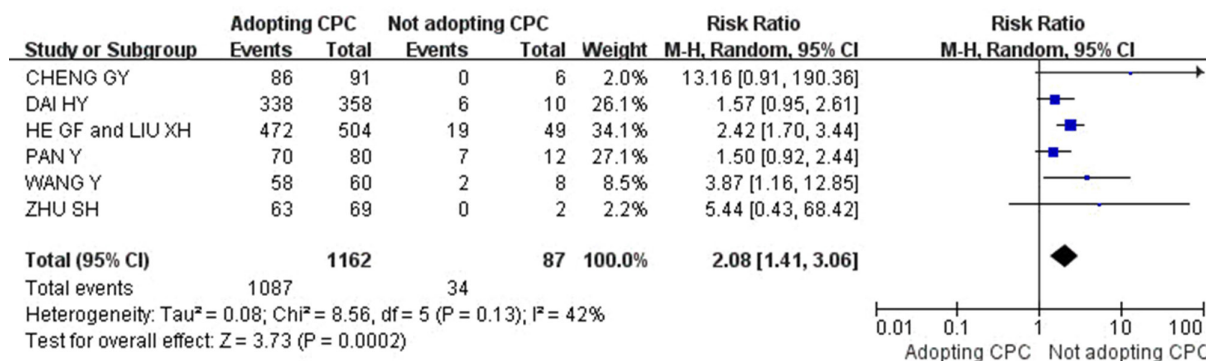 Adopting CPC Not adopting CPC Risk Ratio Risk Ratio
Study or Subgroup Events Total Events Total Weight M-H, Random, 95% CI M-H, Random, 95% CI
CHENG GY 86 91 0 6 2.0% 13.16 [0.91, 190.36]
DAI HY 338 358 6 10 26.1% 1.57 [0.95, 2.61]
HE GF and LIU XH 472 504 19 49 34.1% 2.42 [1.70, 3.44]
PAN Y 70 80 7 12 27.1% 1.50 [0.92, 2.44]
WANG Y 58 60 2 8 8.5% 3.87 [1.16, 12.85]
ZHU SH 63 69 0 2 2.2% 5.44 [0.43, 68.42]
Total (95% CI) 1162 87 100.0% 2.08 [1.41, 3.06]
Total events 1087 34
Heterogeneity: Tau² = 0.08; Chi² = 8.56, df = 5 (P = 0.13); I² = 42%
Test for overall effect: Z = 3.73 (P = 0.0002)
0.01 0.1 1 10 100
Adopting CPC Not adopting CPC